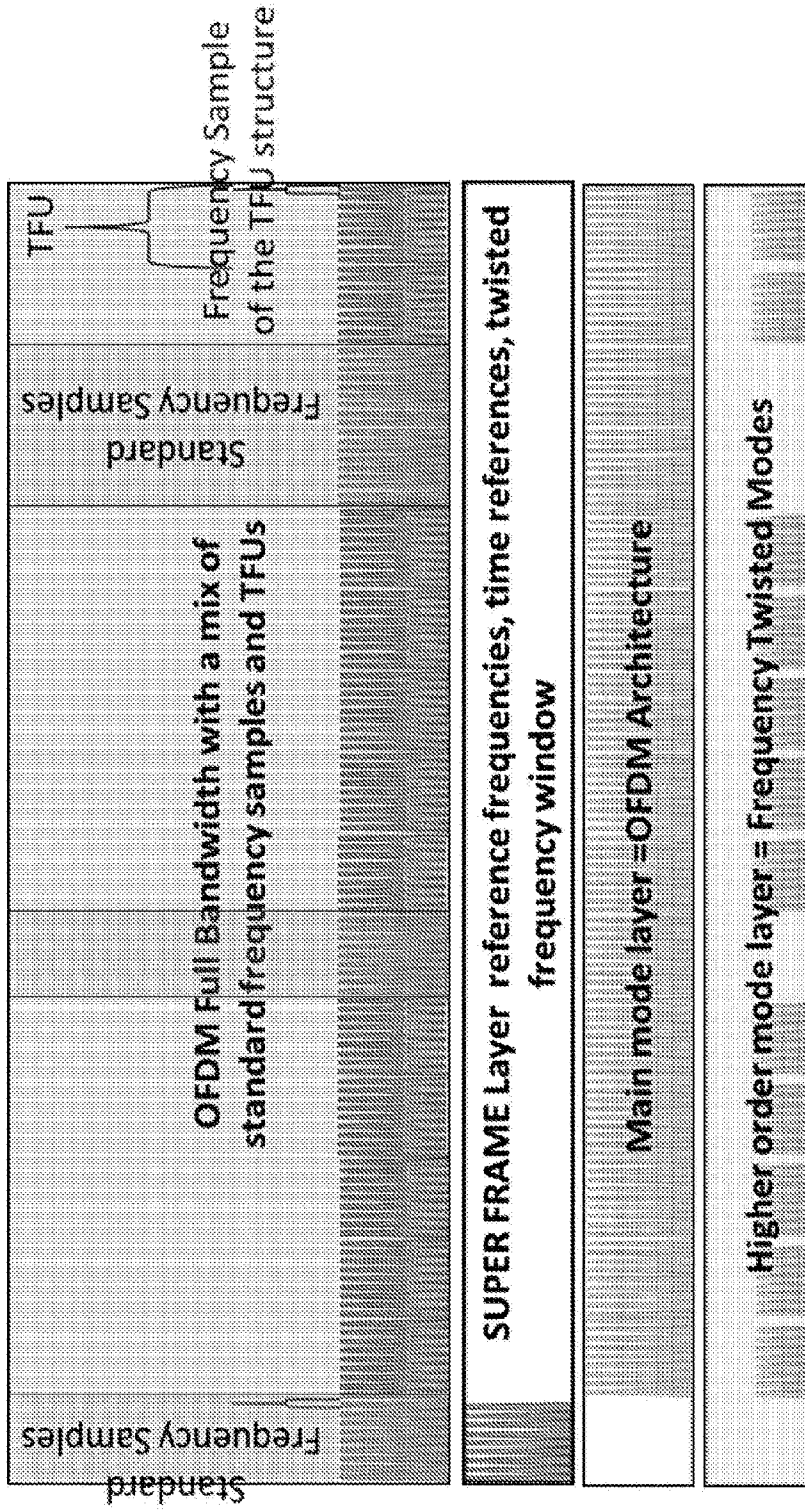 Standard
Frequency Samples
OFDM Full Bandwidth with a mix of
standard frequency samples and TFUs
Standard
Frequency Samples
TFU
Frequency Sample
of the TFU structure
SUPER FRAME Layer reference frequencies, time references, twisted
frequency window
Main mode layer =OFDM Architecture
Higher order mode layer = Frequency Twisted Modes